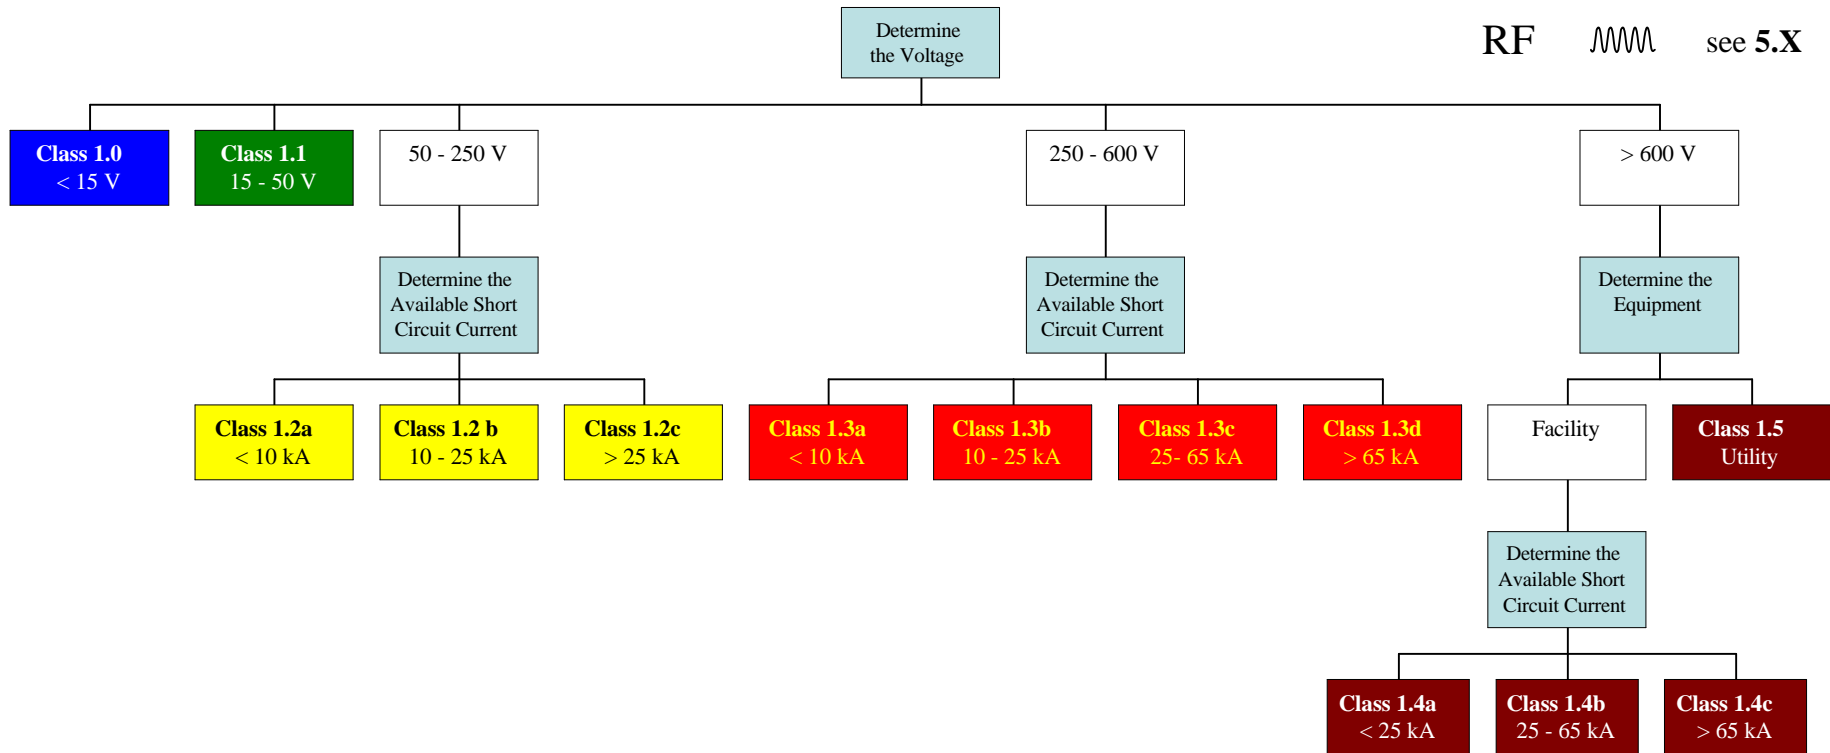 Determine
the Voltage
RF see 5.X
Class 1.0
< 15 V
Class 1.1
15 - 50 V
50 - 250 V
250 - 600 V
> 600 V
Determine the
Available Short
Circuit Current
Determine the
Available Short
Circuit Current
Determine the
Equipment
Class 1.2a
< 10 kA
Class 1.2 b
10 - 25 kA
Class 1.2c
> 25 kA
Class 1.3a
< 10 kA
Class 1.3b
10 - 25 kA
Class 1.3c
25- 65 kA
Class 1.3d
> 65 kA
Facility
Class 1.5
Utility
Determine the
Available Short
Circuit Current
Class 1.4a
< 25 kA
Class 1.4b
25 - 65 kA
Class 1.4c
> 65 kA